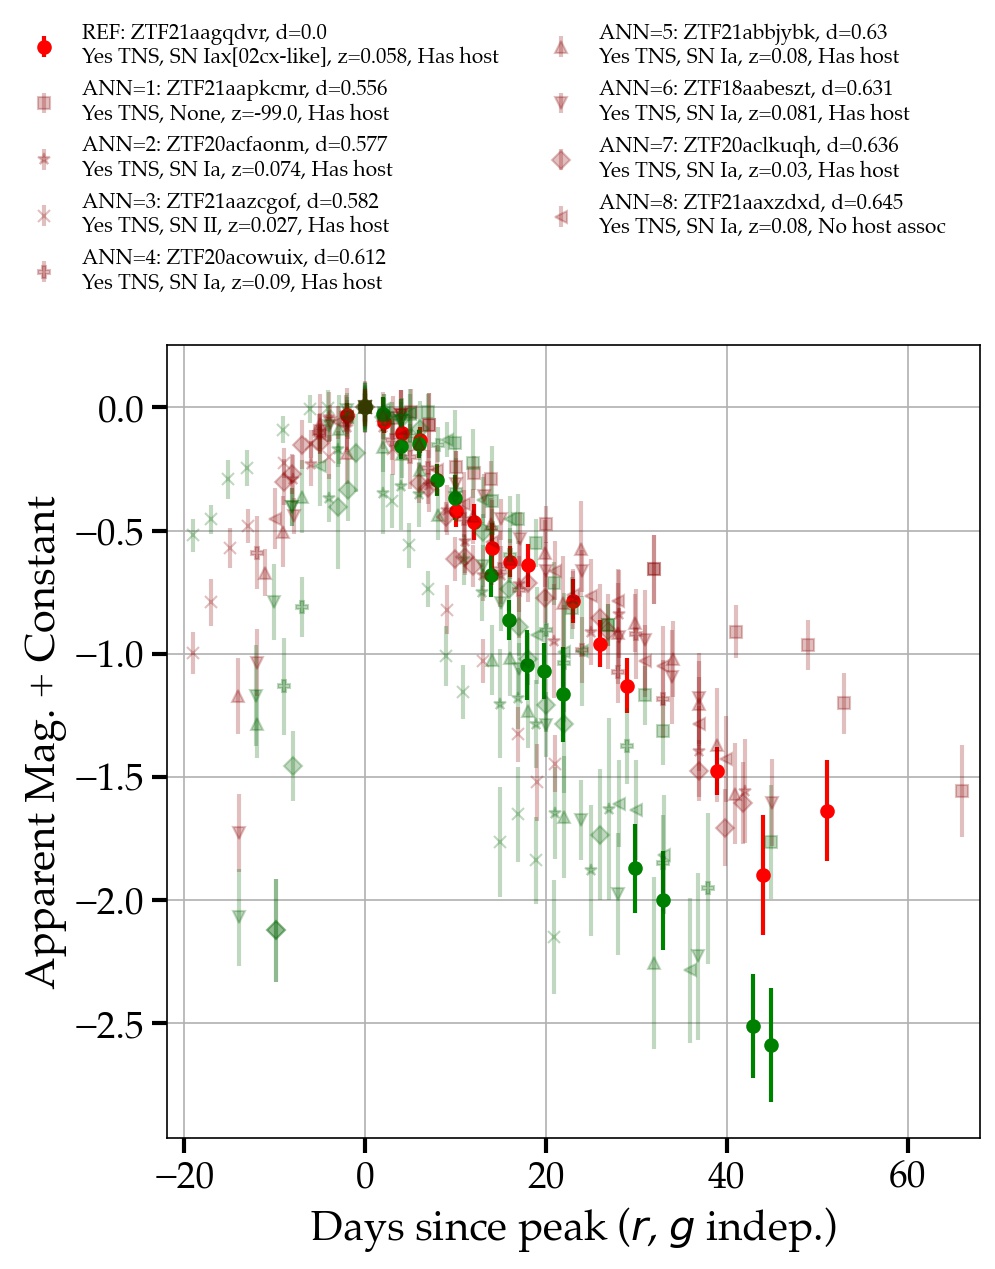 REF: ZTF21aagqdvr, d=0.0
Yes TNS, SN Iax[02cx-like], z=0.058, Has host
ANN=1: ZTF21aapkcmr, d=0.556
Yes TNS, None, z=-99.0, Has host
ANN=2: ZTF20acfaonm, d=0.577
Yes TNS, SN Ia, z=0.074, Has host
ANN=3: ZTF21aazcgof, d=0.582
Yes TNS, SN II, z=0.027, Has host
ANN=4: ZTF20acowuix, d=0.612
Yes TNS, SN Ia, z=0.09, Has host
ANN=5: ZTF21abbjybk, d=0.63
Yes TNS, SN Ia, z=0.08, Has host
ANN=6: ZTF18aabeszt, d=0.631
Yes TNS, SN Ia, z=0.081, Has host
ANN=7: ZTF20aclkuqh, d=0.636
Yes TNS, SN Ia, z=0.03, Has host
ANN=8: ZTF21aaxzdxd, d=0.645
Yes TNS, SN Ia, z=0.08, No host assoc
Apparent Mag. + Constant
0.0
−0.5
−1.0
−1.5
−2.0
−2.5
−20
0
20
40
60
Days since peak (r, g indep.)